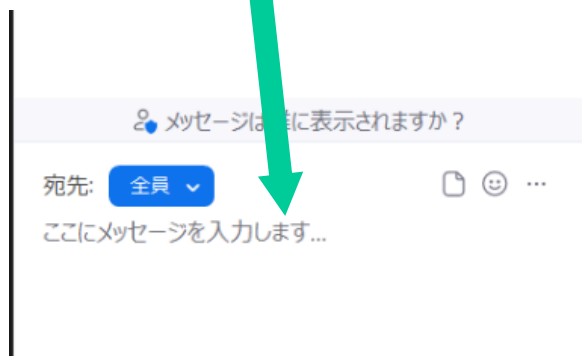 メッセージは誰に表示されますか？
宛先: 全員
ここにメッセージを入力します...